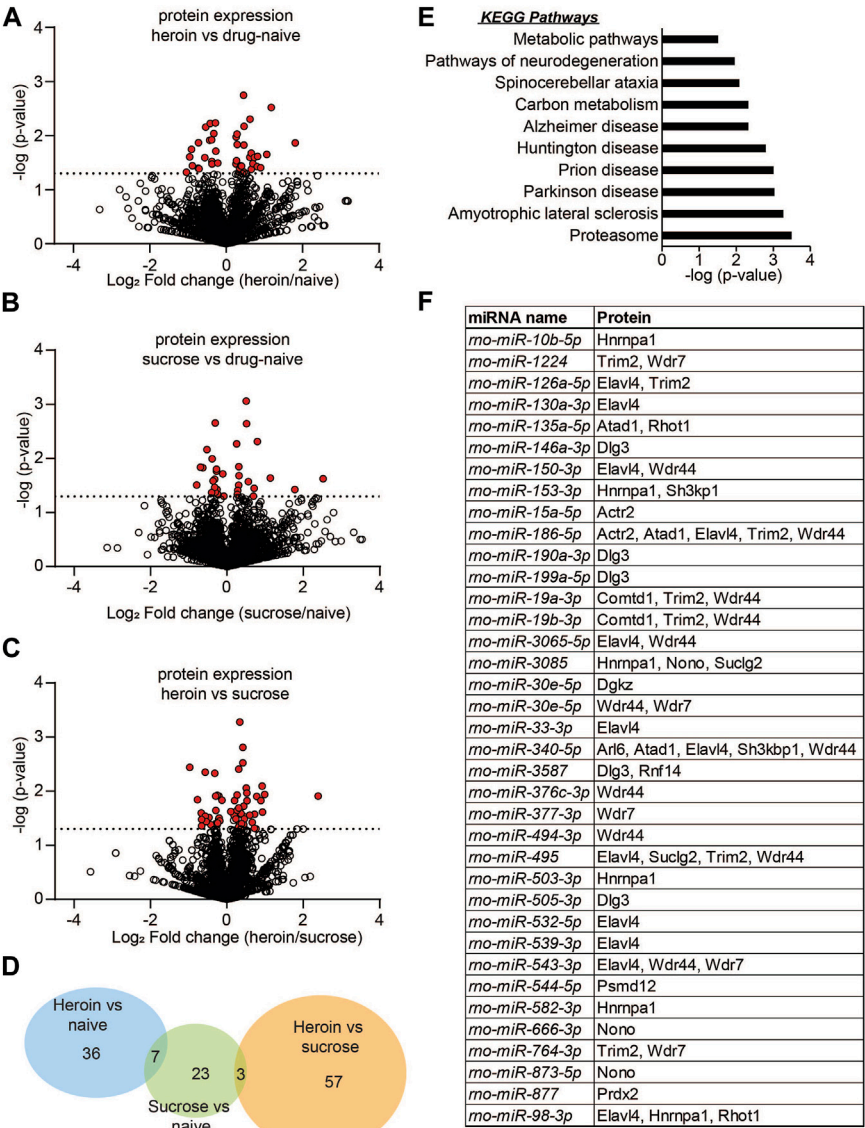 A
protein expression
heroin vs drug-naive
4
3
2
1
0
-log (p-value)
-4 -2 0 2 4
Log₂ Fold change (heroin/naive)
B
protein expression
sucrose vs drug-naive
4
3
2
1
0
-log (p-value)
-4 -2 0 2 4
Log₂ Fold change (sucrose/naive)
C
protein expression
heroin vs sucrose
4
3
2
1
0
-log (p-value)
-4 -2 0 2 4
Log₂ Fold change (heroin/sucrose)
D
Heroin vs
naive
36
7
23
3
Sucrose vs
naive
Heroin vs
sucrose
57
E
KEGG Pathways
Metabolic pathways
Pathways of neurodegeneration
Spinocerebellar ataxia
Carbon metabolism
Alzheimer disease
Huntington disease
Prion disease
Parkinson disease
Amyotrophic lateral sclerosis
Proteasome
0 1 2 3 4
-log (p-value)
F
miRNA name Protein
rno-miR-10b-5p Hnrnpa1
rno-miR-1224 Trim2, Wdr7
rno-miR-126a-5p Elavl4, Trim2
rno-miR-130a-3p Elavl4
rno-miR-135a-5p Atad1, Rhot1
rno-miR-146a-3p Dlg3
rno-miR-150-3p Elavl4, Wdr44
rno-miR-153-3p Hnrnpa1, Sh3kp1
rno-miR-15a-5p Actr2
rno-miR-186-5p Actr2, Atad1, Elavl4, Trim2, Wdr44
rno-miR-190a-3p Dlg3
rno-miR-199a-5p Dlg3
rno-miR-19a-3p Comtd1, Trim2, Wdr44
rno-miR-19b-3p Comtd1, Trim2, Wdr44
rno-miR-3065-5p Elavl4, Wdr44
rno-miR-3085 Hnrnpa1, Nono, Suclg2
rno-miR-30e-5p Dgkz
rno-miR-30e-5p Wdr44, Wdr7
rno-miR-33-3p Elavl4
rno-miR-340-5p Arl6, Atad1, Elavl4, Sh3kbp1, Wdr44
rno-miR-3587 Dlg3, Rnf14
rno-miR-376c-3p Wdr44
rno-miR-377-3p Wdr7
rno-miR-494-3p Wdr44
rno-miR-495 Elavl4, Suclg2, Trim2, Wdr44
rno-miR-503-3p Hnrnpa1
rno-miR-505-3p Dlg3
rno-miR-532-5p Elavl4
rno-miR-539-3p Elavl4
rno-miR-543-3p Elavl4, Wdr44, Wdr7
rno-miR-544-5p Psmd12
rno-miR-582-3p Hnrnpa1
rno-miR-666-3p Nono
rno-miR-764-3p Trim2, Wdr7
rno-miR-873-5p Nono
rno-miR-877 Prdx2
rno-miR-98-3p Elavl4, Hnrnpa1, Rhot1